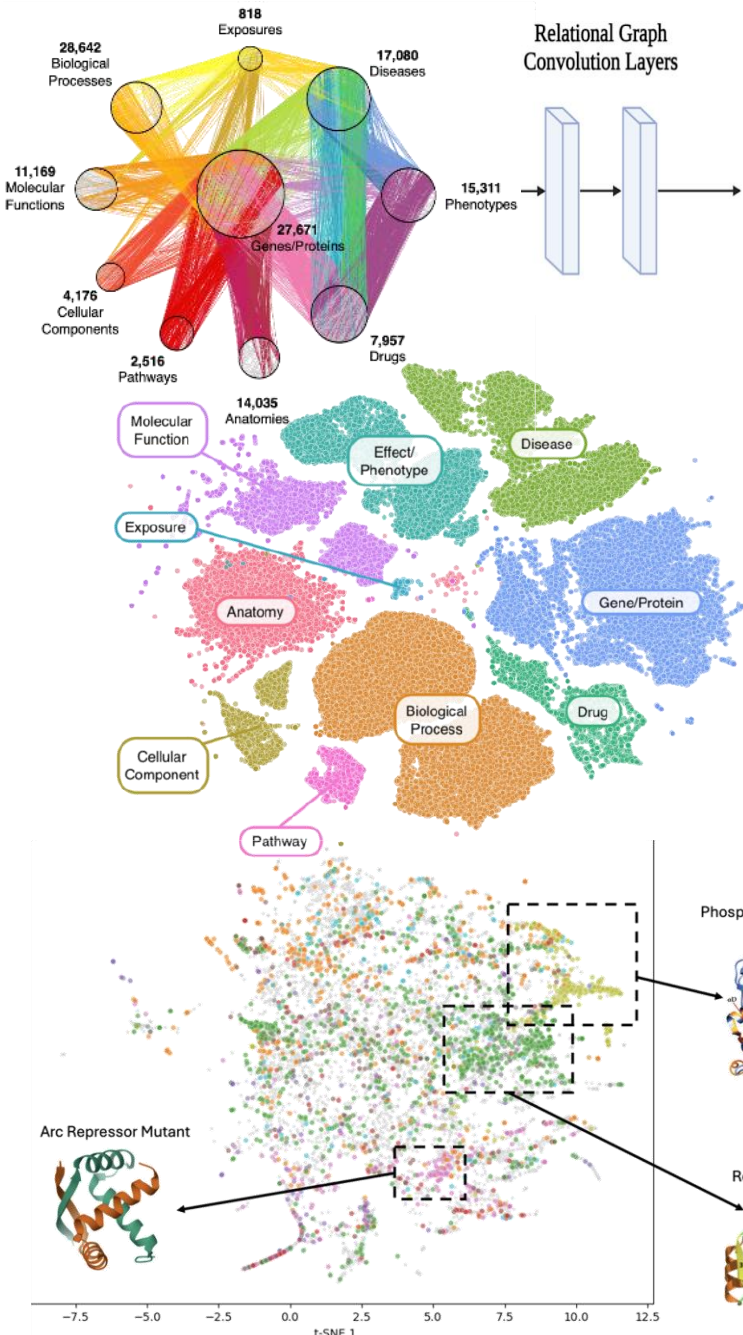 818
Exposures
28,642
Biological
Processes
17,080
Diseases
Relational Graph
Convolution Layers
11,169
Molecular
Functions
15,311
Phenotypes
27,671
Genes/Proteins
4,176
Cellular
Components
2,516
Pathways
7,957
Drugs
14,035
Anatomies
Molecular
Function
Effect/
Phenotype
Disease
Exposure
Anatomy
Gene/Protein
Biological
Process
Drug
Cellular
Component
Pathway
Phosp
αD
Arc Repressor Mutant
Re
−7.5
−5.0
−2.5
0.0
2.5
5.0
7.5
10.0
12.5
t-SNE 1